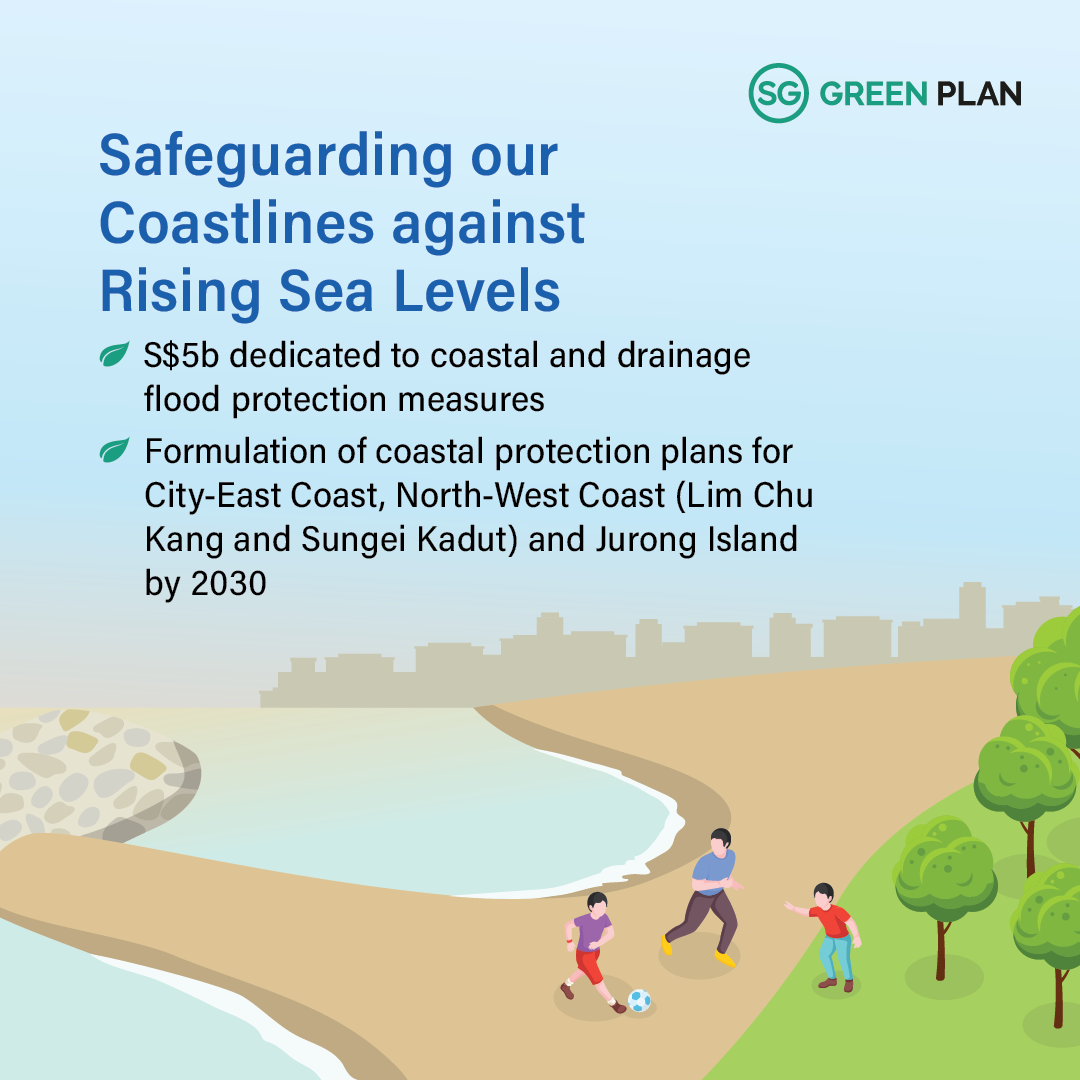 SG GREEN PLAN
Safeguarding our
Coastlines against
Rising Sea Levels
S$5b dedicated to coastal and drainage
flood protection measures
Formulation of coastal protection plans for
City-East Coast, North-West Coast (Lim Chu
Kang and Sungei Kadut) and Jurong Island
by 2030